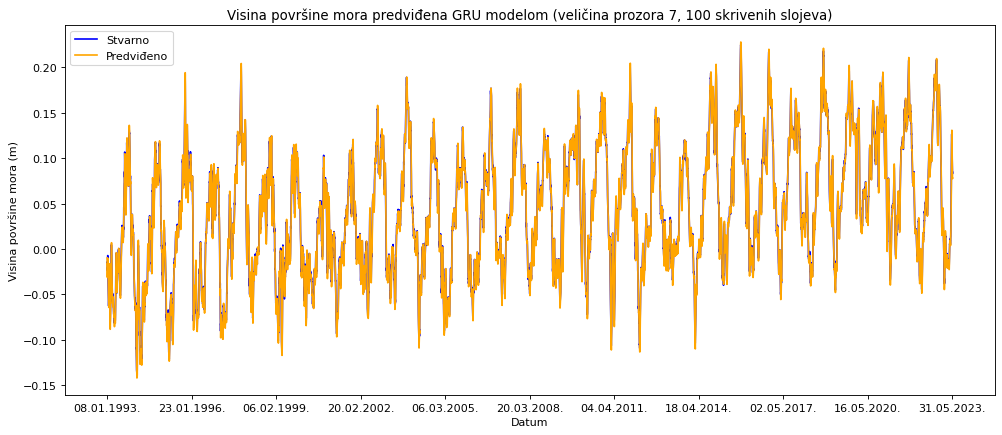 Visina površine mora predviđena GRU modelom (veličina prozora 7, 100 skrivenih slojeva)
Stvarno
Predviđeno
Visina površine mora (m)
0.20
0.15
0.10
0.05
0.00
−0.05
−0.10
−0.15
08.01.1993. 23.01.1996. 06.02.1999. 20.02.2002. 06.03.2005. 20.03.2008. 04.04.2011. 18.04.2014. 02.05.2017. 16.05.2020. 31.05.2023.
Datum